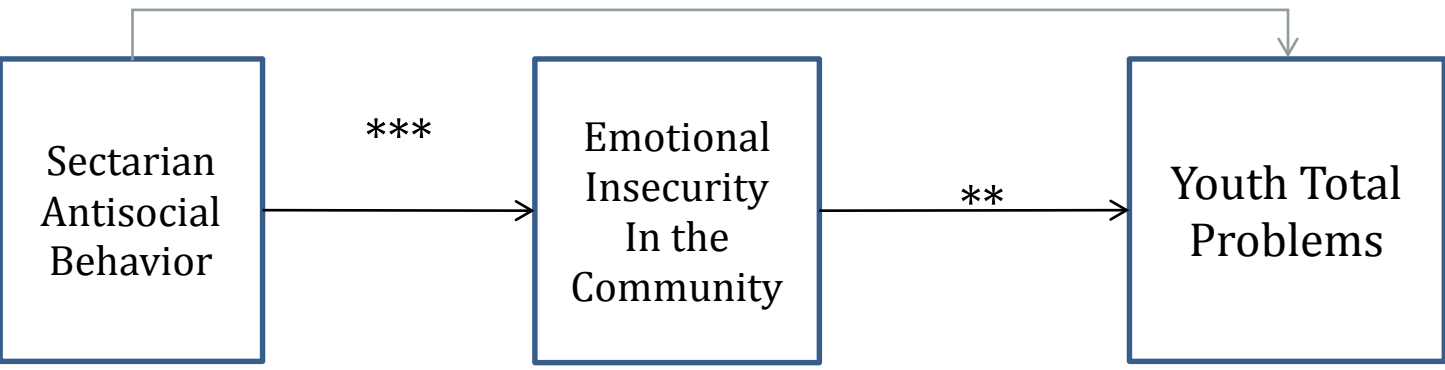 Sectarian
Antisocial
Behavior
***
Emotional
Insecurity
In the
Community
**
Youth Total
Problems